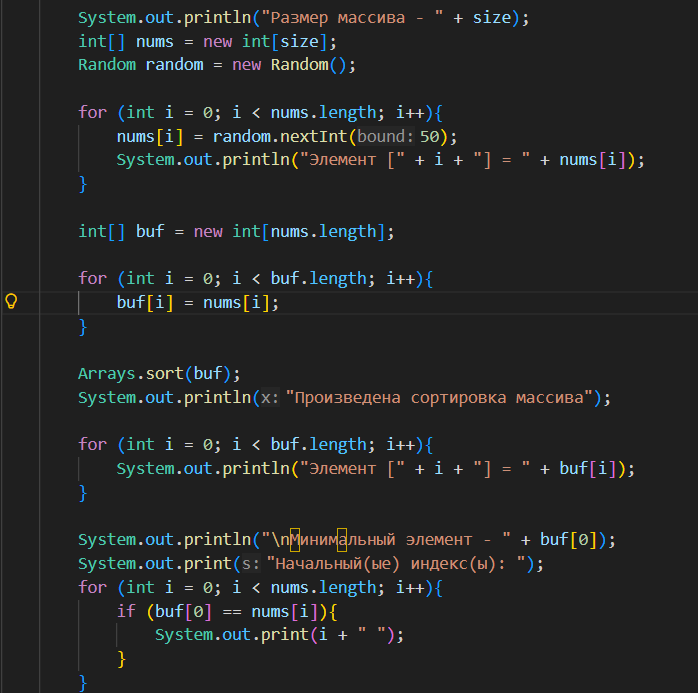 System.out.println("Размер массива - " + size);
int[] nums = new int[size];
Random random = new Random();
for (int i = 0; i < nums.length; i++){
nums[i] = random.nextInt(bound: 50);
System.out.println("Элемент [" + i + "] = " + nums[i]);
}
int[] buf = new int[nums.length];
for (int i = 0; i < buf.length; i++){
buf[i] = nums[i];
}
Arrays.sort(buf);
System.out.println(x: "Произведена сортировка массива");
for (int i = 0; i < buf.length; i++){
System.out.println("Элемент [" + i + "] = " + buf[i]);
}
System.out.println("\nМинимальный элемент - " + buf[0]);
System.out.print(s: "Начальный(ые) индекс(ы): ");
for (int i = 0; i < nums.length; i++){
if (buf[0] == nums[i]){
System.out.print(i + " ");
}
}